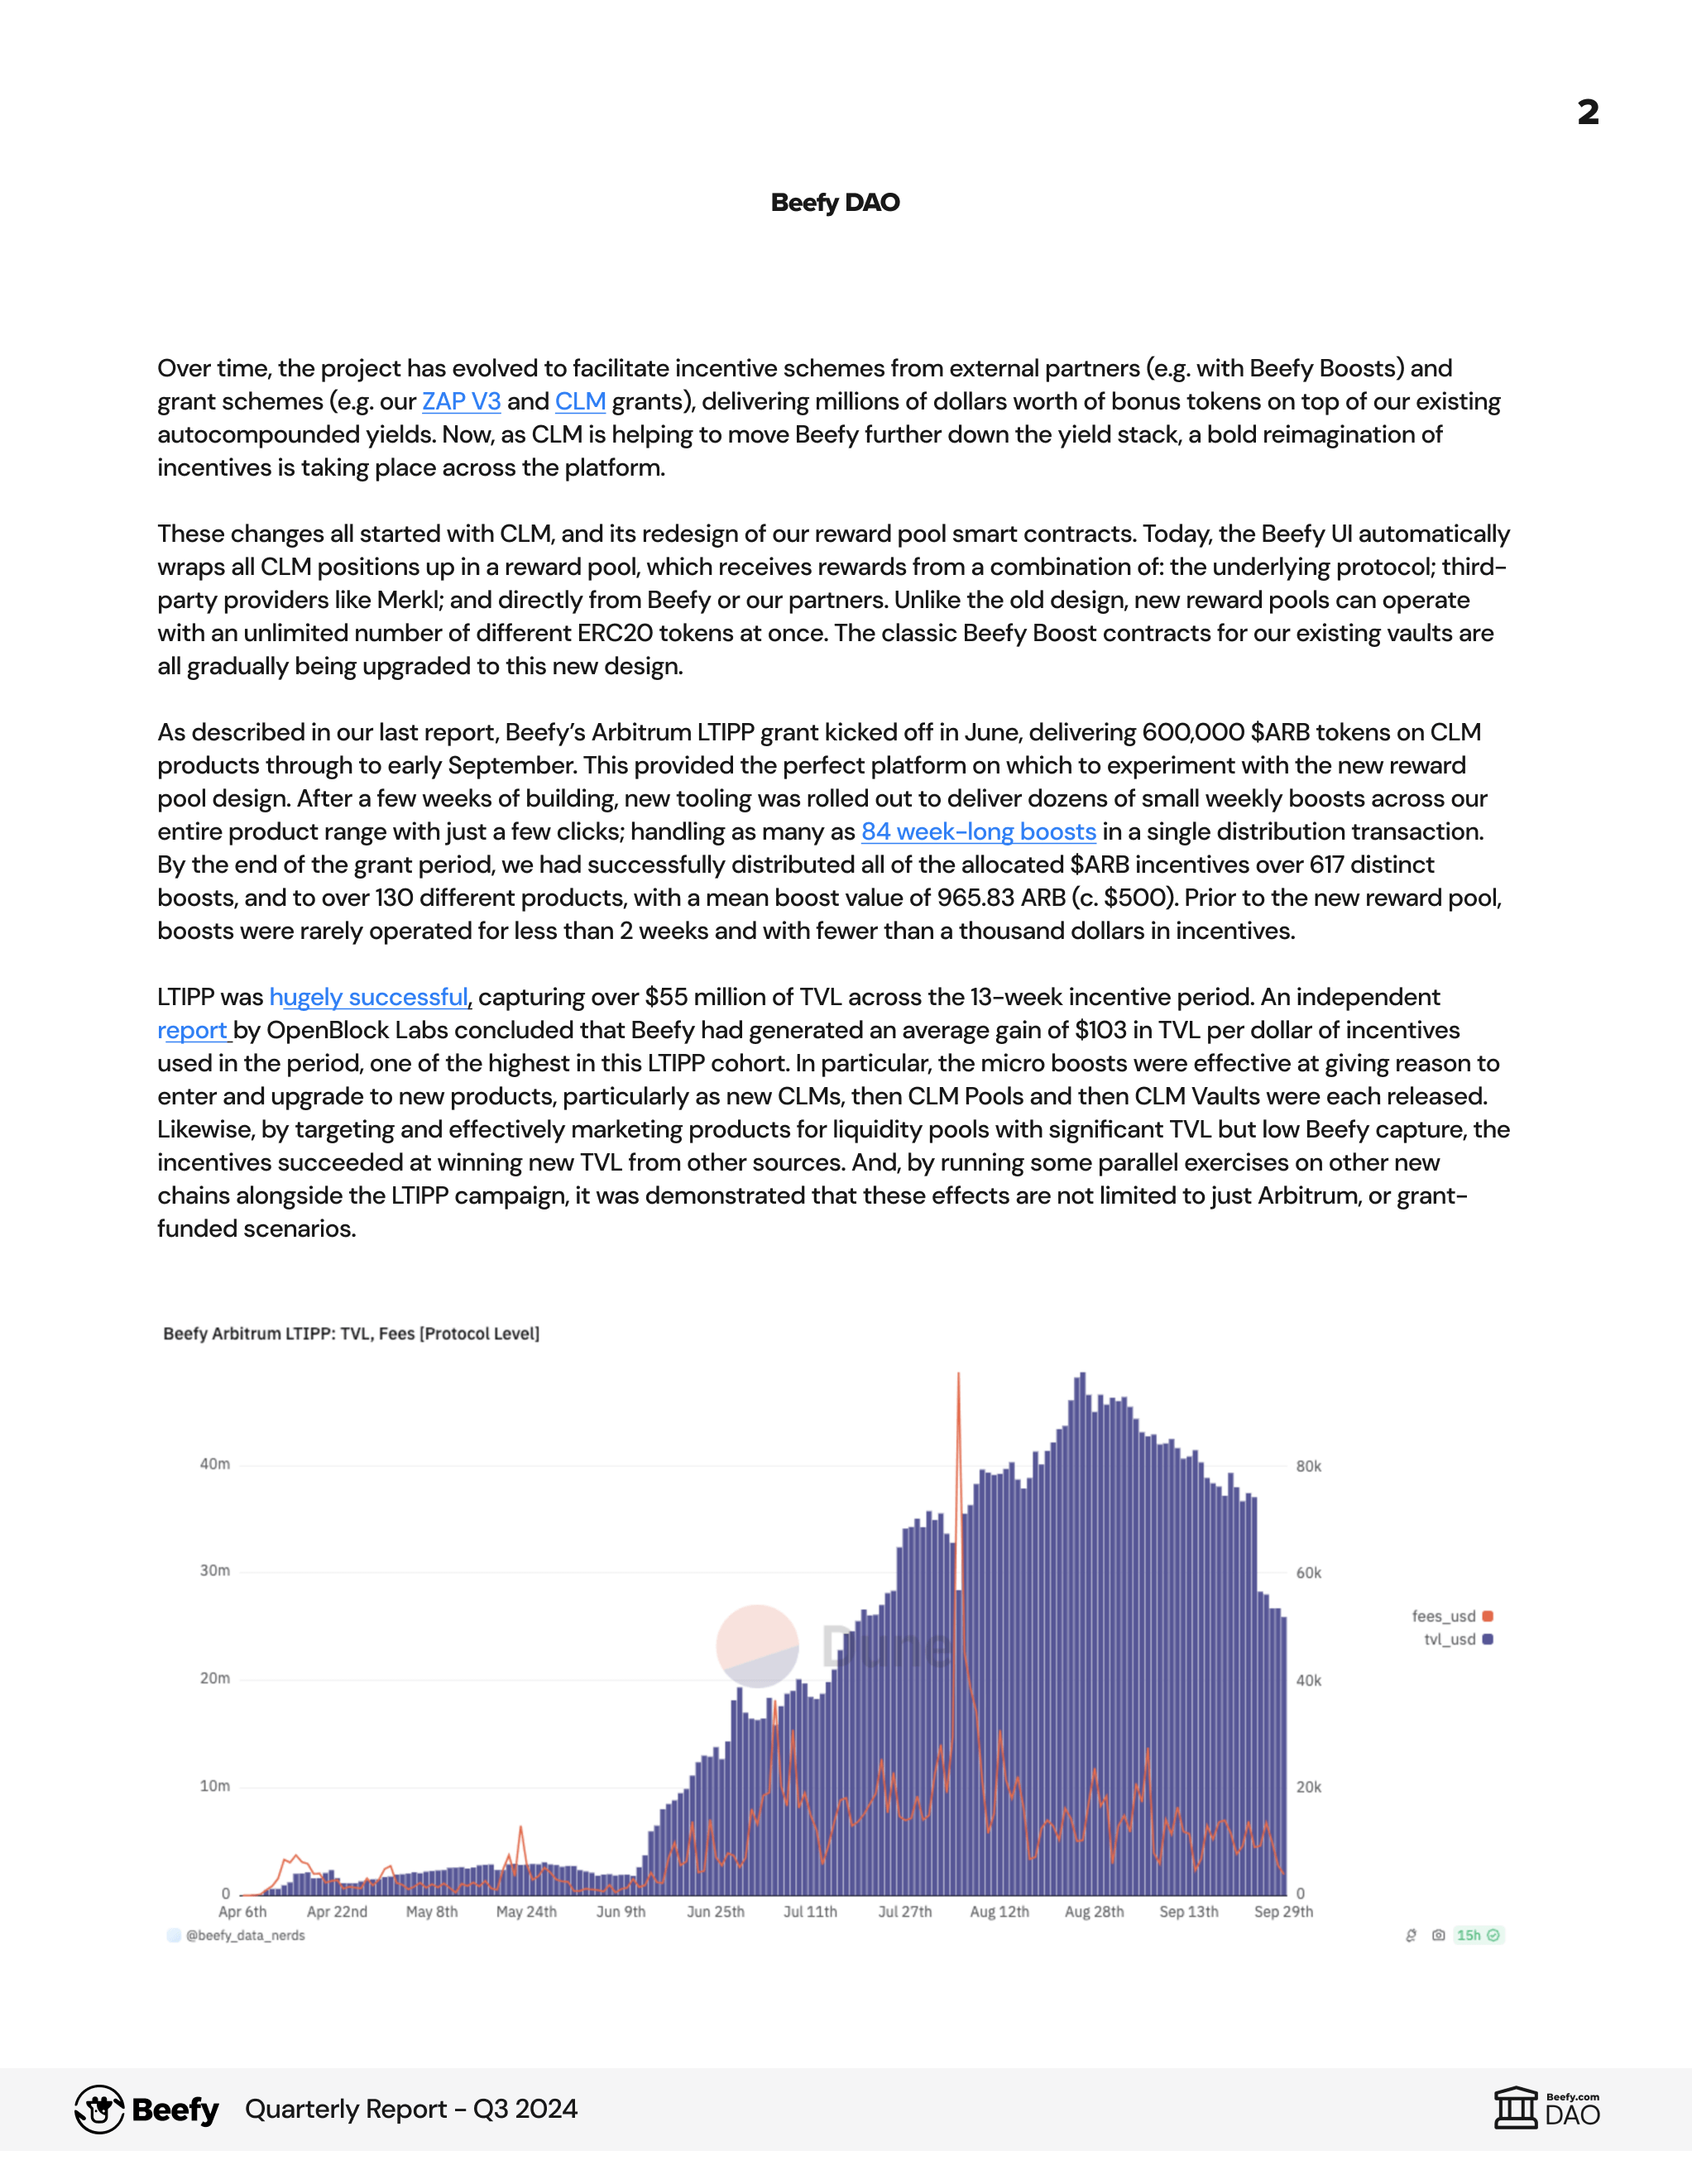 2
Beefy DAO
Over time, the project has evolved to facilitate incentive schemes from external partners (e.g. with Beefy Boosts) and
grant schemes (e.g. our ZAP V3 and CLM grants), delivering millions of dollars worth of bonus tokens on top of our existing
autocompounded yields. Now, as CLM is helping to move Beefy further down the yield stack, a bold reimagination of
incentives is taking place across the platform.
These changes all started with CLM, and its redesign of our reward pool smart contracts. Today, the Beefy UI automatically
wraps all CLM positions up in a reward pool, which receives rewards from a combination of: the underlying protocol; third-
party providers like Merkl; and directly from Beefy or our partners. Unlike the old design, new reward pools can operate
with an unlimited number of different ERC20 tokens at once. The classic Beefy Boost contracts for our existing vaults are
all gradually being upgraded to this new design.
As described in our last report, Beefy’s Arbitrum LTIPP grant kicked off in June, delivering 600,000 $ARB tokens on CLM
products through to early September. This provided the perfect platform on which to experiment with the new reward
pool design. After a few weeks of building, new tooling was rolled out to deliver dozens of small weekly boosts across our
entire product range with just a few clicks; handling as many as 84 week-long boosts in a single distribution transaction.
By the end of the grant period, we had successfully distributed all of the allocated $ARB incentives over 617 distinct
boosts, and to over 130 different products, with a mean boost value of 965.83 ARB (c. $500). Prior to the new reward pool,
boosts were rarely operated for less than 2 weeks and with fewer than a thousand dollars in incentives.
LTIPP was hugely successful, capturing over $55 million of TVL across the 13-week incentive period. An independent
report by OpenBlock Labs concluded that Beefy had generated an average gain of $103 in TVL per dollar of incentives
used in the period, one of the highest in this LTIPP cohort. In particular, the micro boosts were effective at giving reason to
enter and upgrade to new products, particularly as new CLMs, then CLM Pools and then CLM Vaults were each released.
Likewise, by targeting and effectively marketing products for liquidity pools with significant TVL but low Beefy capture, the
incentives succeeded at winning new TVL from other sources. And, by running some parallel exercises on other new
chains alongside the LTIPP campaign, it was demonstrated that these effects are not limited to just Arbitrum, or grant-
funded scenarios.
Beefy Arbitrum LTIPP: TVL, Fees [Protocol Level]
40m
80k
30m
60k
fees_usd
tvl_usd
Dune
20m
40k
10m
20k
0
0
Apr 6th Apr 22nd May 8th May 24th Jun 9th Jun 25th Jul 11th Jul 27th Aug 12th Aug 28th Sep 13th Sep 29th
@beefy_data_nerds
15h
Beefy Quarterly Report - Q3 2024
Beefy.com
DAO